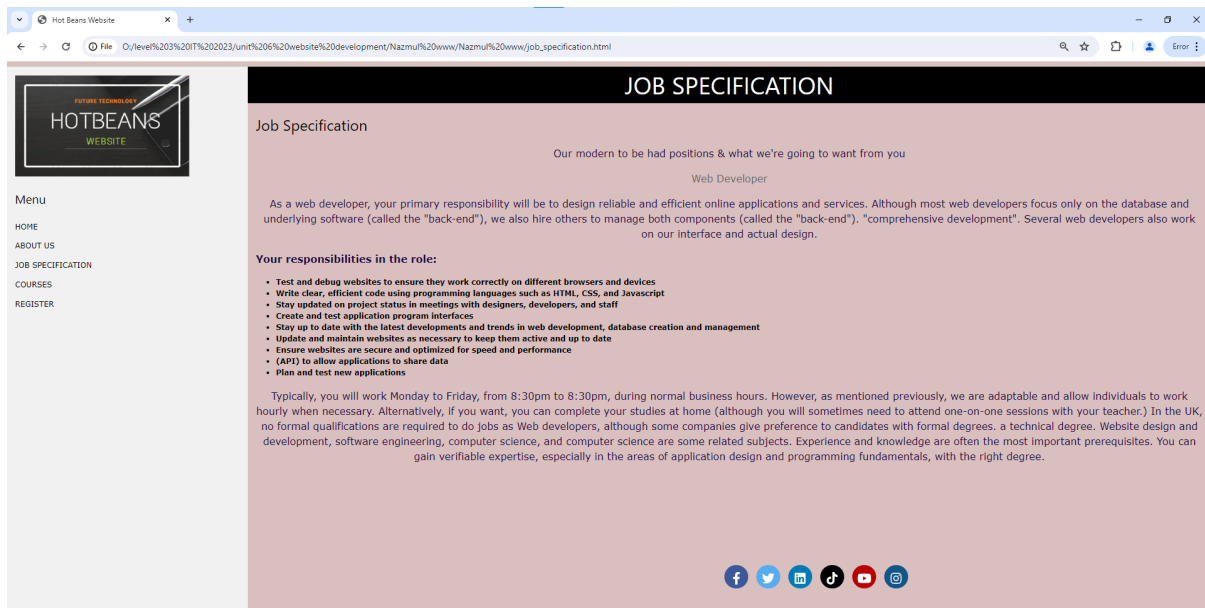 Hot Beans Website
File O:/level%203%20IT%202023/unit%206%20website%20development/Nazmul%20www/Nazmul%20www/job_specification.html
Error
FUTURE TECHNOLOGY
HOTBEANS
WEBSITE
Menu
HOME
ABOUT US
JOB SPECIFICATION
COURSES
REGISTER
JOB SPECIFICATION
Job Specification
Our modern to be had positions & what we're going to want from you
Web Developer
As a web developer, your primary responsibility will be to design reliable and efficient online applications and services. Although most web developers focus only on the database and
underlying software (called the "back-end"), we also hire others to manage both components (called the "back-end"). "comprehensive development". Several web developers also work
on our interface and actual design.
Your responsibilities in the role:
• Test and debug websites to ensure they work correctly on different browsers and devices
• Write clear, efficient code using programming languages such as HTML, CSS, and Javascript
• Stay updated on project status in meetings with designers, developers, and staff
• Create and test application program interfaces
• Stay up to date with the latest developments and trends in web development, database creation and management
• Update and maintain websites as necessary to keep them active and up to date
• Ensure websites are secure and optimized for speed and performance
• (API) to allow applications to share data
• Plan and test new applications
Typically, you will work Monday to Friday, from 8:30pm to 8:30pm, during normal business hours. However, as mentioned previously, we are adaptable and allow individuals to work
hourly when necessary. Alternatively, if you want, you can complete your studies at home (although you will sometimes need to attend one-on-one sessions with your teacher.) In the UK,
no formal qualifications are required to do jobs as Web developers, although some companies give preference to candidates with formal degrees. a technical degree. Website design and
development, software engineering, computer science, and computer science are some related subjects. Experience and knowledge are often the most important prerequisites. You can
gain verifiable expertise, especially in the areas of application design and programming fundamentals, with the right degree.